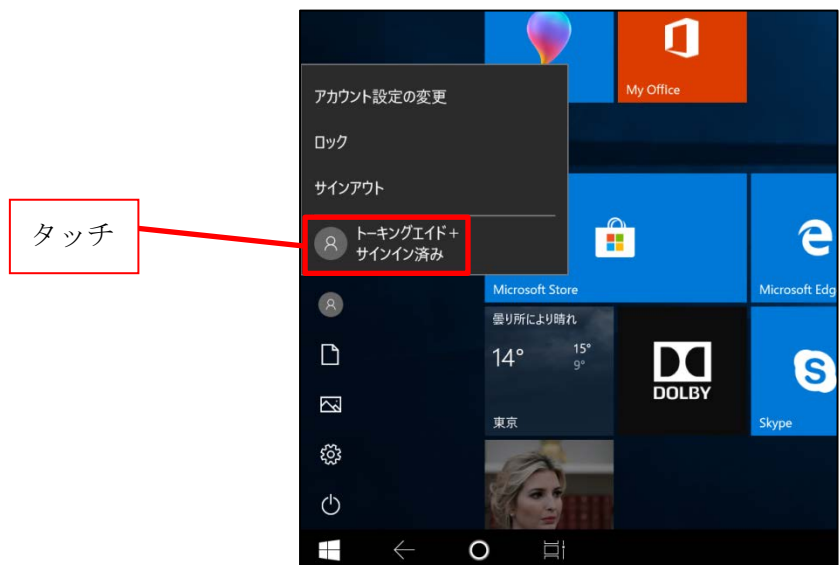 My Office
アカウント設定の変更
ロック
サインアウト
タッチ
トーキングエイド+
サインイン済み
Microsoft Store
Microsoft Edg
曇り所により晴れ
14°
15°
9°
東京
DOLBY
Skype